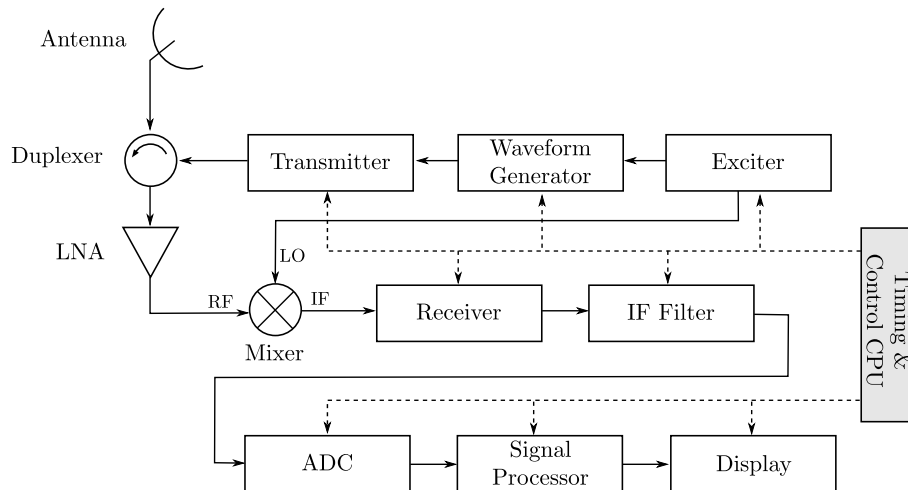 Antenna
Duplexer
Transmitter
Waveform
Generator
Exciter
LNA
LO
RF
IF
Mixer
Receiver
IF Filter
Timing &
Control CPU
ADC
Signal
Processor
Display